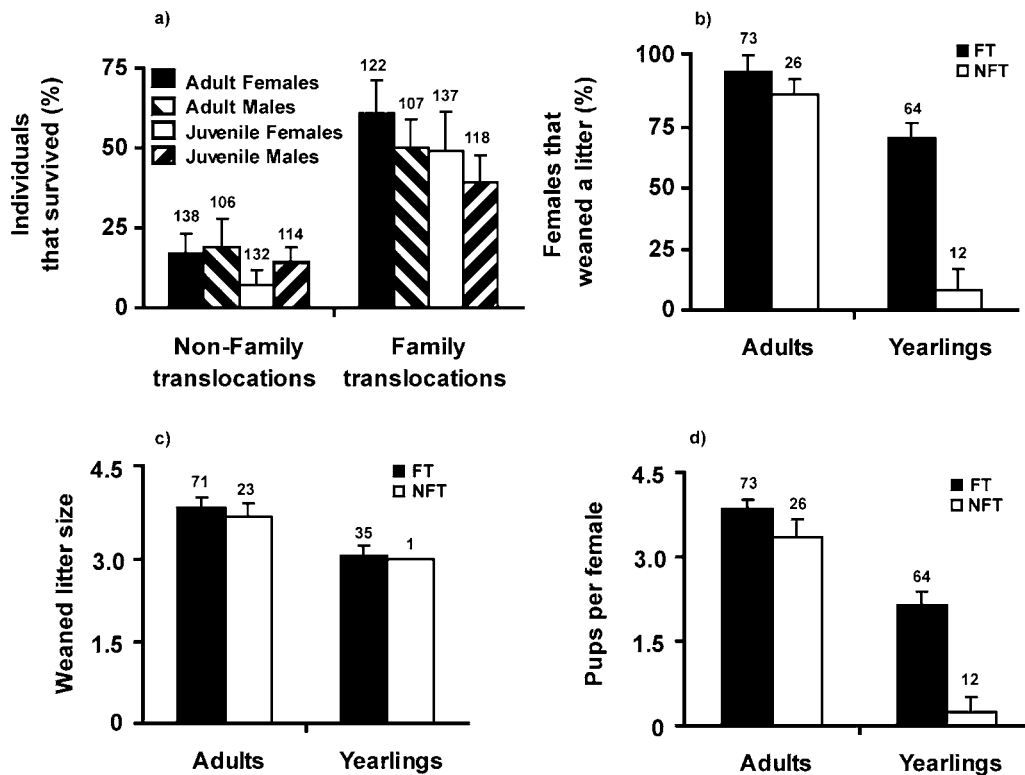 a)
Individuals
that survived (%)
75
50
25
0
Adult Females
Adult Males
Juvenile Females
Juvenile Males
138
106
132
114
122
107
137
118
Non-Family
translocations
Family
translocations
b)
Females that
weaned a litter (%)
100
75
50
25
0
FT
NFT
73
26
64
12
Adults
Yearlings
c)
Weaned litter size
4.5
3.0
1.5
0
FT
NFT
71
23
35
1
Adults
Yearlings
d)
Pups per female
4.5
3.0
1.5
0
FT
NFT
73
26
64
12
Adults
Yearlings